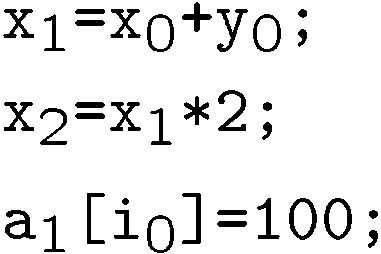 x₁=x₀+y₀;
x₂=x₁*2;
a₁[i₀]=100;